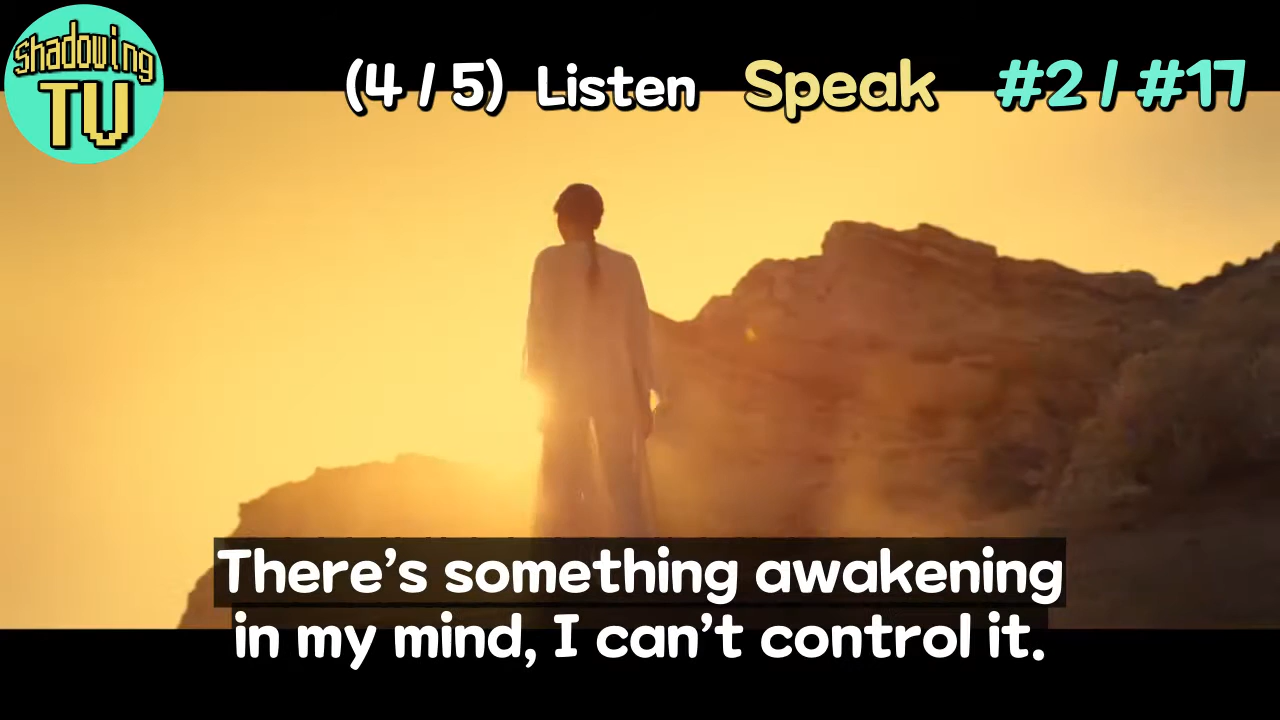 Shadowing
TV
(4 / 5) Listen Speak #2 / #17
There's something awakening
in my mind, I can't control it.